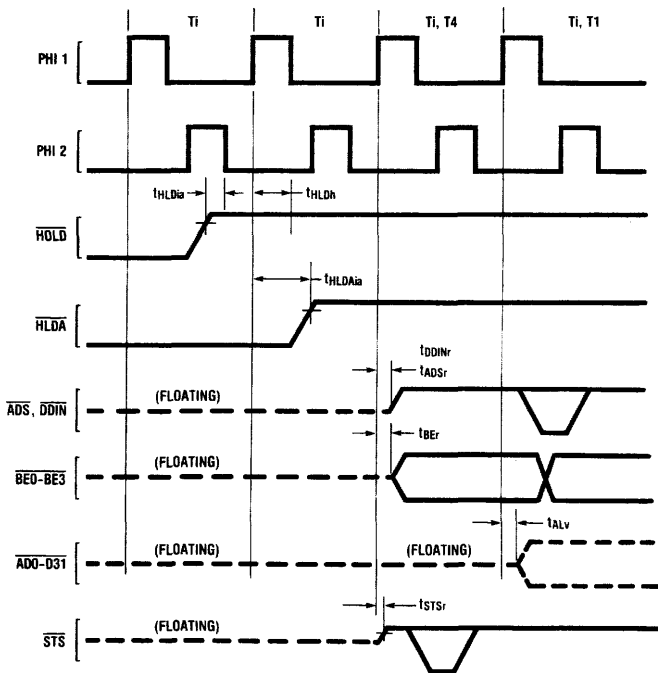 Ti Ti Ti, T4 Ti, T1
PHI 1
PHI 2
tHLDia tHLDh
HOLD
tHLDAia
HLDA
tDDINr
tADSr
(FLOATING)
ADS, DDIN
tBEr
(FLOATING)
BE0-BE3
tALv
(FLOATING) (FLOATING)
AD0-D31
tSTSr
(FLOATING)
STS